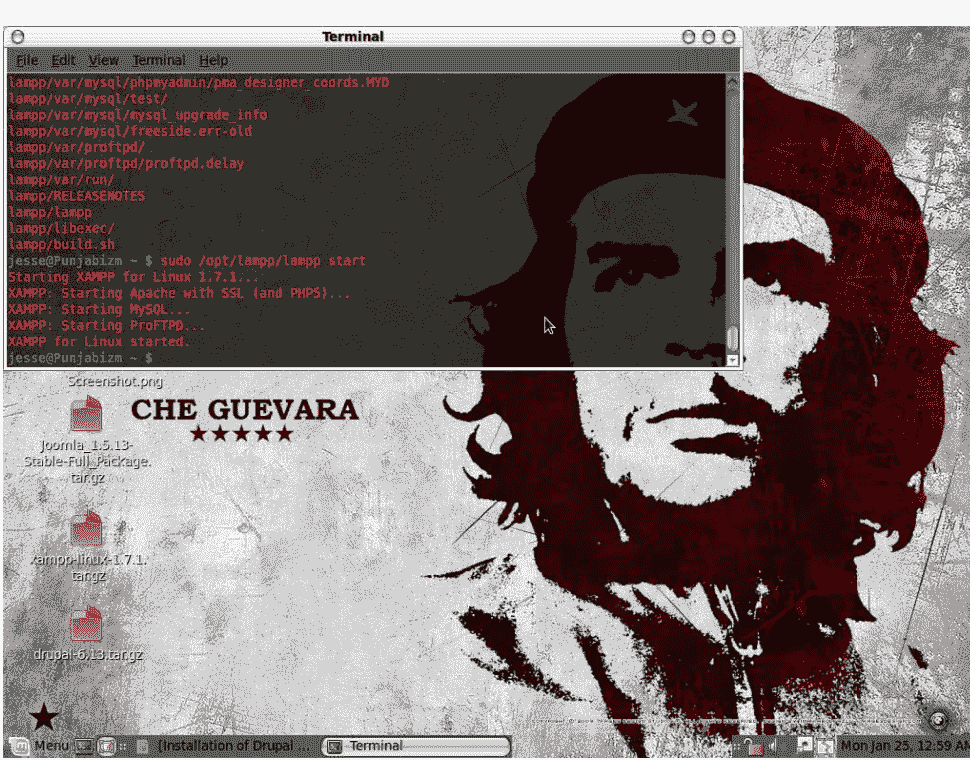 Terminal
File Edit View Terminal Help
lampp/var/mysql/phpmyadmin/pma_designer_coords.MYD
lampp/var/mysql/test/
lampp/var/mysql/mysql_upgrade_info
lampp/var/mysql/freeside.err-old
lampp/var/proftpd/
lampp/var/proftpd/proftpd.delay
lampp/var/run/
lampp/RELEASENOTES
lampp/lampp
lampp/libexec/
lampp/build.sh
jesse@Punjabizm ~ $ sudo /opt/lampp/lampp start
Starting XAMPP for Linux 1.7.1...
XAMPP: Starting Apache with SSL (and PHP5)...
XAMPP: Starting MySQL...
XAMPP: Starting ProFTPD...
XAMPP for Linux started.
jesse@Punjabizm ~ $
Screenshot.png
CHE GUEVARA
Joomla_1.5.13-
Stable-Full_Package.
tar.gz
xampp-linux-1.7.1.
tar.gz
drupal-6.13.tar.gz
Menu [Installation of Drupal ... Terminal Mon Jan 25, 12:59 AM